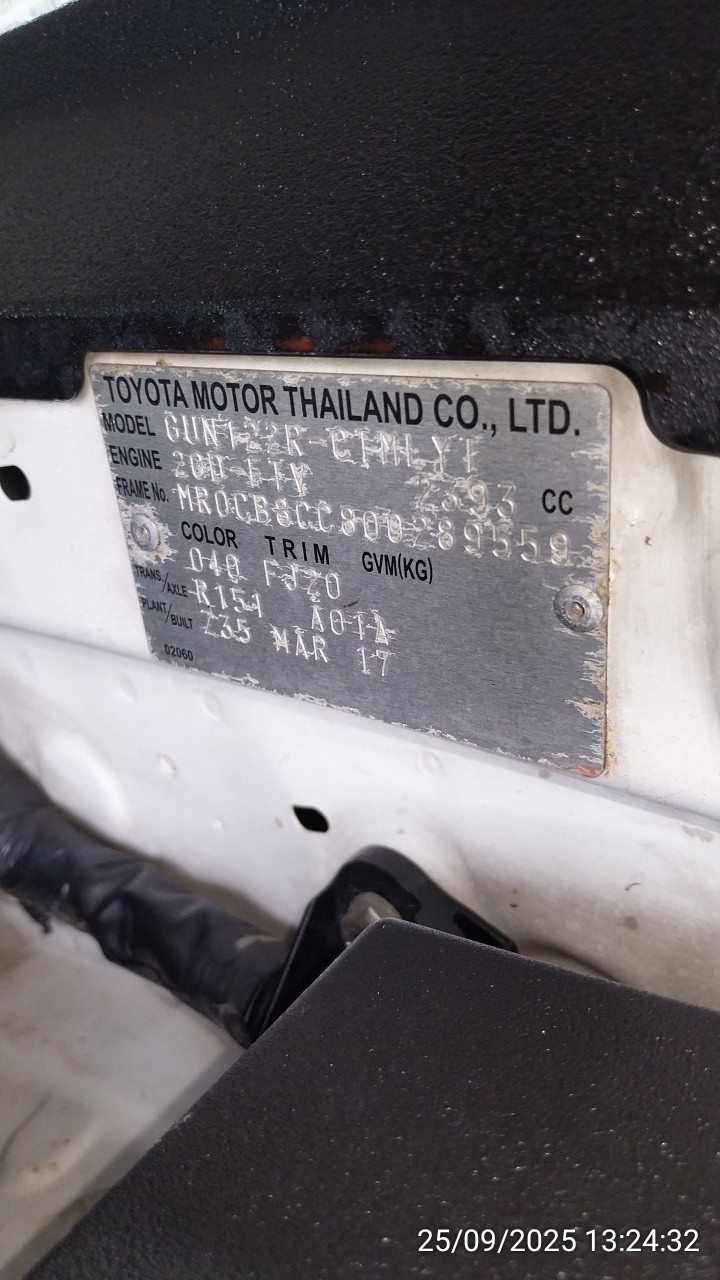 TOYOTA MOTOR THAILAND CO., LTD.
MODEL GUN122R-CTMLYT
ENGINE 2GD-FTV 2393 CC
FRAME No. MR0CB8CC800289559
COLOR TRIM GVM(KG)
040 FJ20
TRANS/AXLE R151 A01A
PLANT/BUILT Z35 MAR 17
02060
25/09/2025 13:24:32